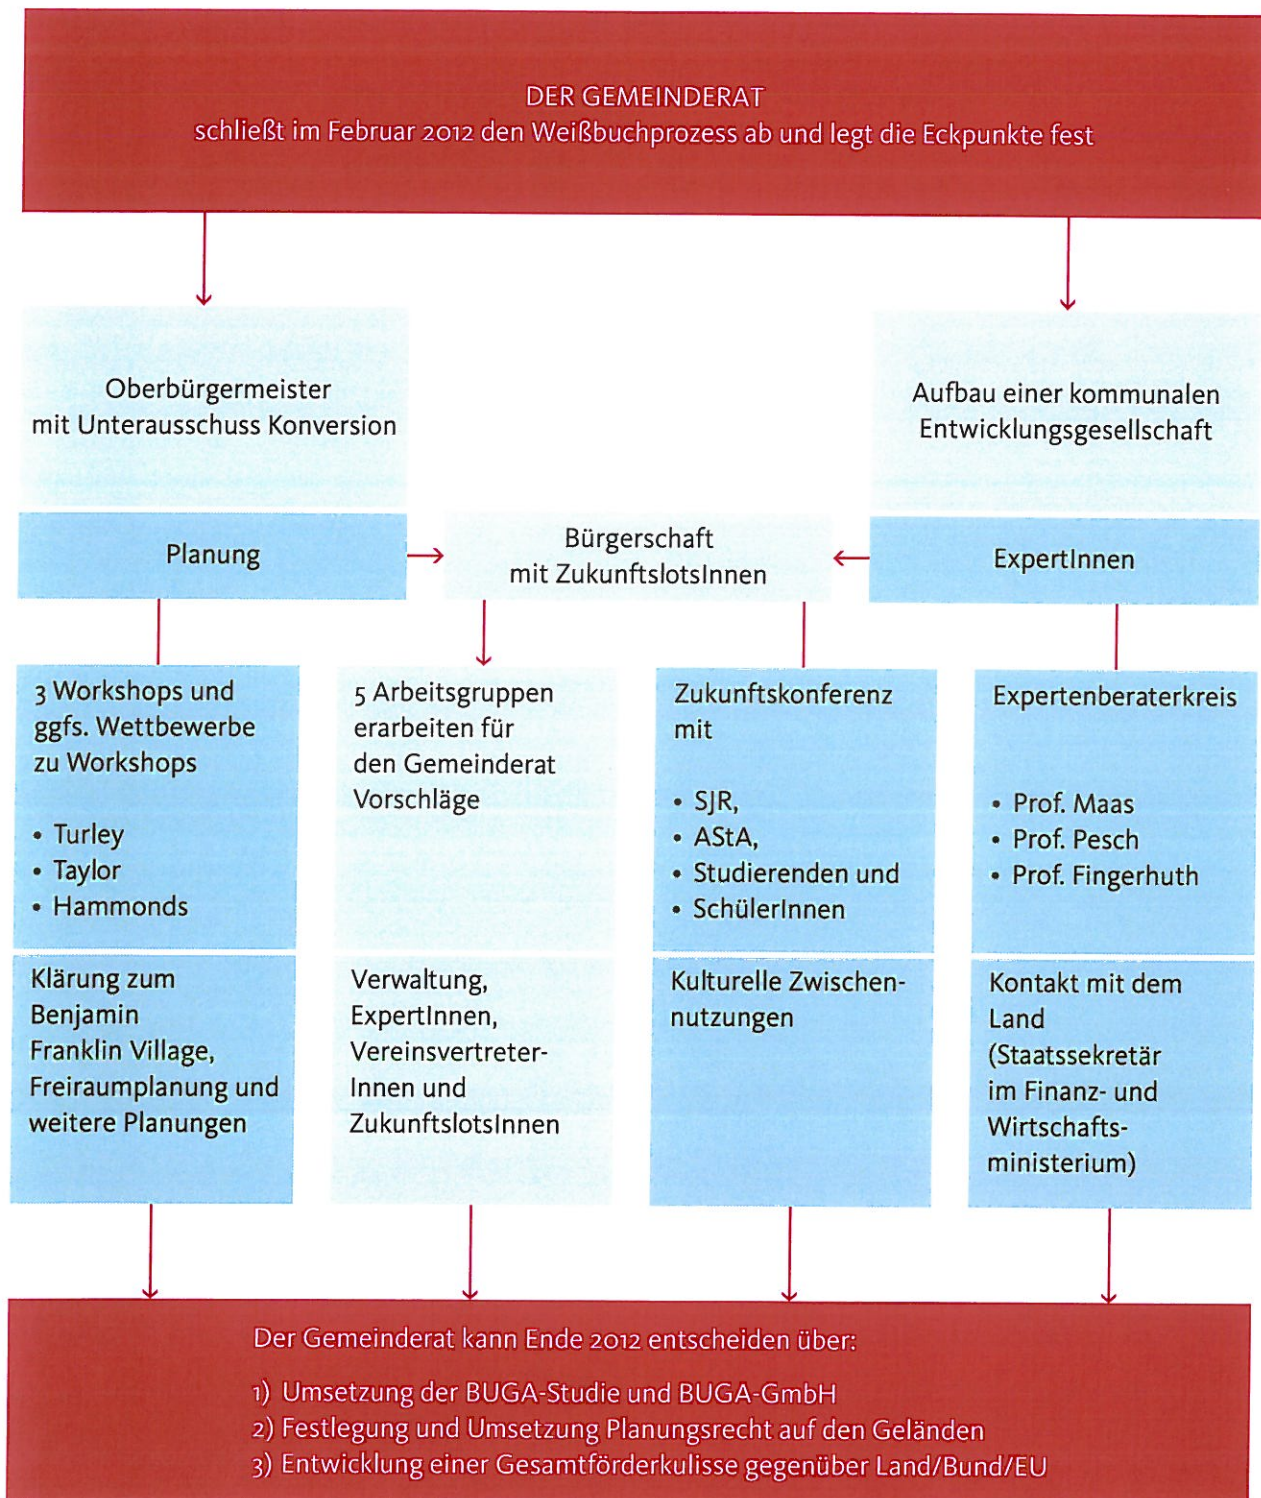 DER GEMEINDERAT
schließt im Februar 2012 den Weißbuchprozess ab und legt die Eckpunkte fest
Oberbürgermeister
mit Unterausschuss Konversion
Aufbau einer kommunalen
Entwicklungsgesellschaft
Planung
Bürgerschaft
mit ZukunftslotsInnen
ExpertInnen
3 Workshops und
ggfs. Wettbewerbe
zu Workshops
• Turley
• Taylor
• Hammonds
5 Arbeitsgruppen
erarbeiten für
den Gemeinderat
Vorschläge
Zukunftskonferenz
mit
• SJR,
• AStA,
• Studierenden und
• SchülerInnen
Expertenberaterkreis
• Prof. Maas
• Prof. Pesch
• Prof. Fingerhuth
Klärung zum
Benjamin
Franklin Village,
Freiraumplanung und
weitere Planungen
Verwaltung,
ExpertInnen,
Vereinsvertreter-
Innen und
ZukunftslotsInnen
Kulturelle Zwischen-
nutzungen
Kontakt mit dem
Land
(Staatssekretär
im Finanz- und
Wirtschafts-
ministerium)
Der Gemeinderat kann Ende 2012 entscheiden über:
1) Umsetzung der BUGA-Studie und BUGA-GmbH
2) Festlegung und Umsetzung Planungsrecht auf den Geländen
3) Entwicklung einer Gesamtförderkulisse gegenüber Land/Bund/EU